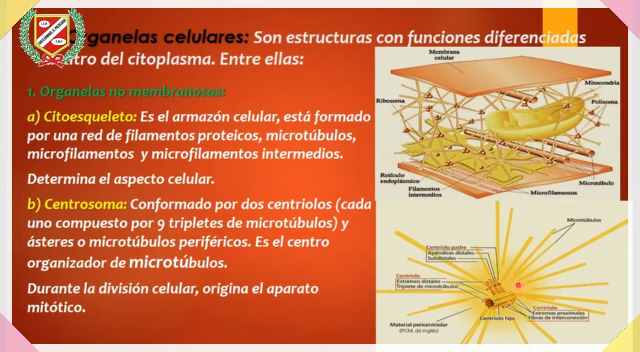 organelas celulares: Son estructuras con funciones diferenciadas
tro del citoplasma. Entre ellas:
1. Organelas no membranosas:
a) Citoesqueleto: Es el armazón celular, está formado
por una red de filamentos proteicos, microtúbulos,
microfilamentos y microfilamentos intermedios.
Determina el aspecto celular.
b) Centrosoma: Conformado por dos centriolos (cada
uno compuesto por 9 tripletes de microtúbulos) y
ásteres o microtúbulos periféricos. Es el centro
organizador de microtúbulos.
Durante la división celular, origina el aparato
mitótico.
Membrana
celular
Mitocondria
Ribosoma
Polisoma
Retículo
endoplásmico
Filamentos
intermedios
Microtúbulo
Microfilamentos
Microtúbulos
Centriolo padre
Apéndices distales
Subdistales
Centriolo
Extremos distales
Triplete de microtúbulos
Centriolo
Extremos proximales
Fibras de interconexión
Centriolo hijo
Material pericentriolar
(PCM, de inglés)